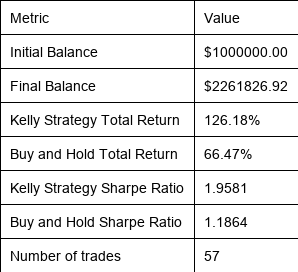 Metric Value
Initial Balance $1000000.00
Final Balance $2261826.92
Kelly Strategy Total Return 126.18%
Buy and Hold Total Return 66.47%
Kelly Strategy Sharpe Ratio 1.9581
Buy and Hold Sharpe Ratio 1.1864
Number of trades 57